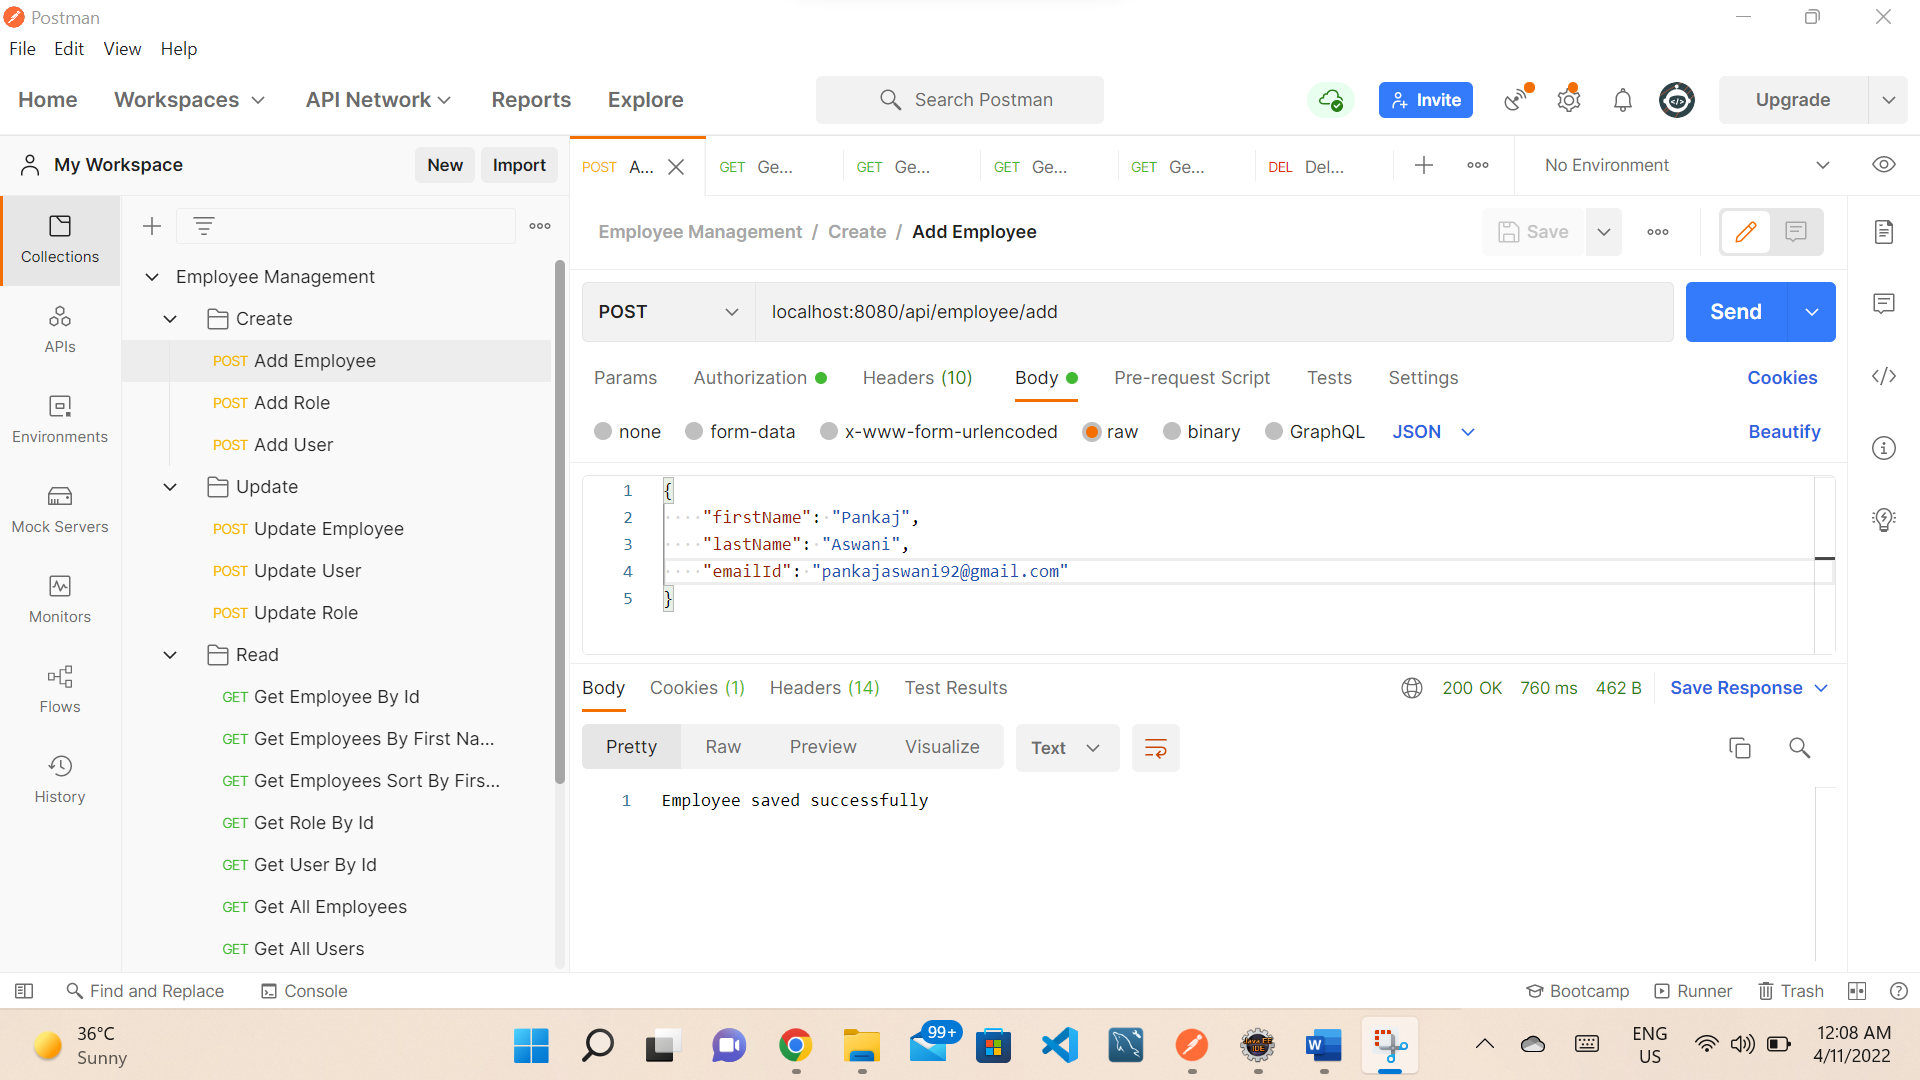 Postman
File Edit View Help
Home Workspaces API Network Reports Explore Search Postman Invite Upgrade
My Workspace New Import POST A... GET Ge... GET Ge... GET Ge... GET Ge... DEL Del... No Environment
Employee Management / Create / Add Employee Save
POST localhost:8080/api/employee/add Send
Params Authorization Headers (10) Body Pre-request Script Tests Settings Cookies
none form-data x-www-form-urlencoded raw binary GraphQL JSON Beautify
1 {
2 "firstName": "Pankaj",
3 "lastName": "Aswani",
4 "emailId": "pankajaswani92@gmail.com"
5 }
Body Cookies (1) Headers (14) Test Results 200 OK 760 ms 462 B Save Response
Pretty Raw Preview Visualize Text
1 Employee saved successfully
Collections
APIs
Environments
Mock Servers
Monitors
Flows
History
Employee Management
Create
POST Add Employee
POST Add Role
POST Add User
Update
POST Update Employee
POST Update User
POST Update Role
Read
GET Get Employee By Id
GET Get Employees By First Na...
GET Get Employees Sort By Firs...
GET Get Role By Id
GET Get User By Id
GET Get All Employees
GET Get All Users
Find and Replace Console Bootcamp Runner Trash
36°C
Sunny
99+
Java EE
IDE
W
ENG
US
12:08 AM
4/11/2022